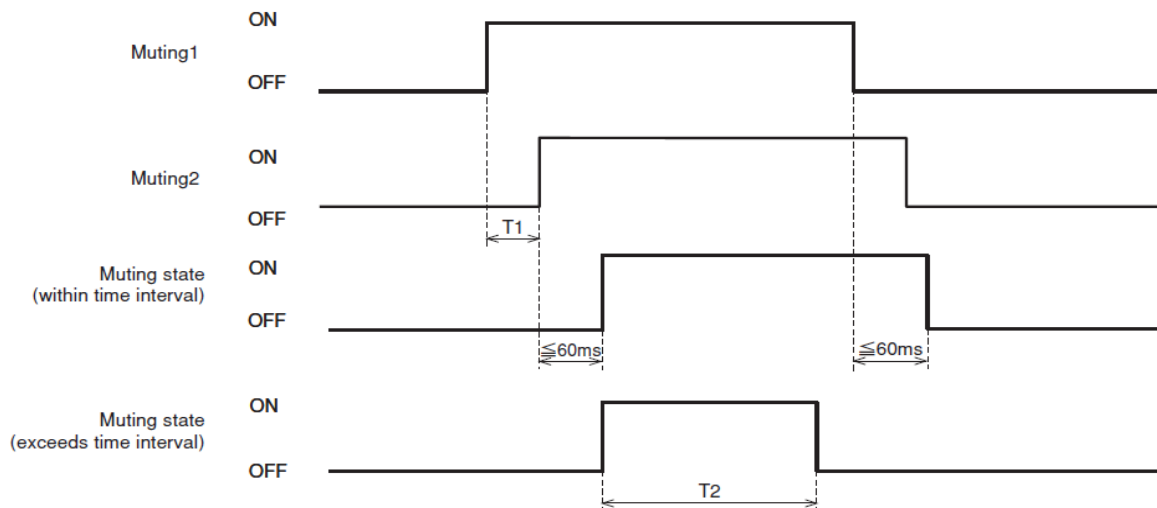 ON
Muting1
OFF
ON
Muting2
OFF
T1
Muting state
(within time interval)
ON
OFF
≦60ms
≦60ms
Muting state
(exceeds time interval)
ON
OFF
T2